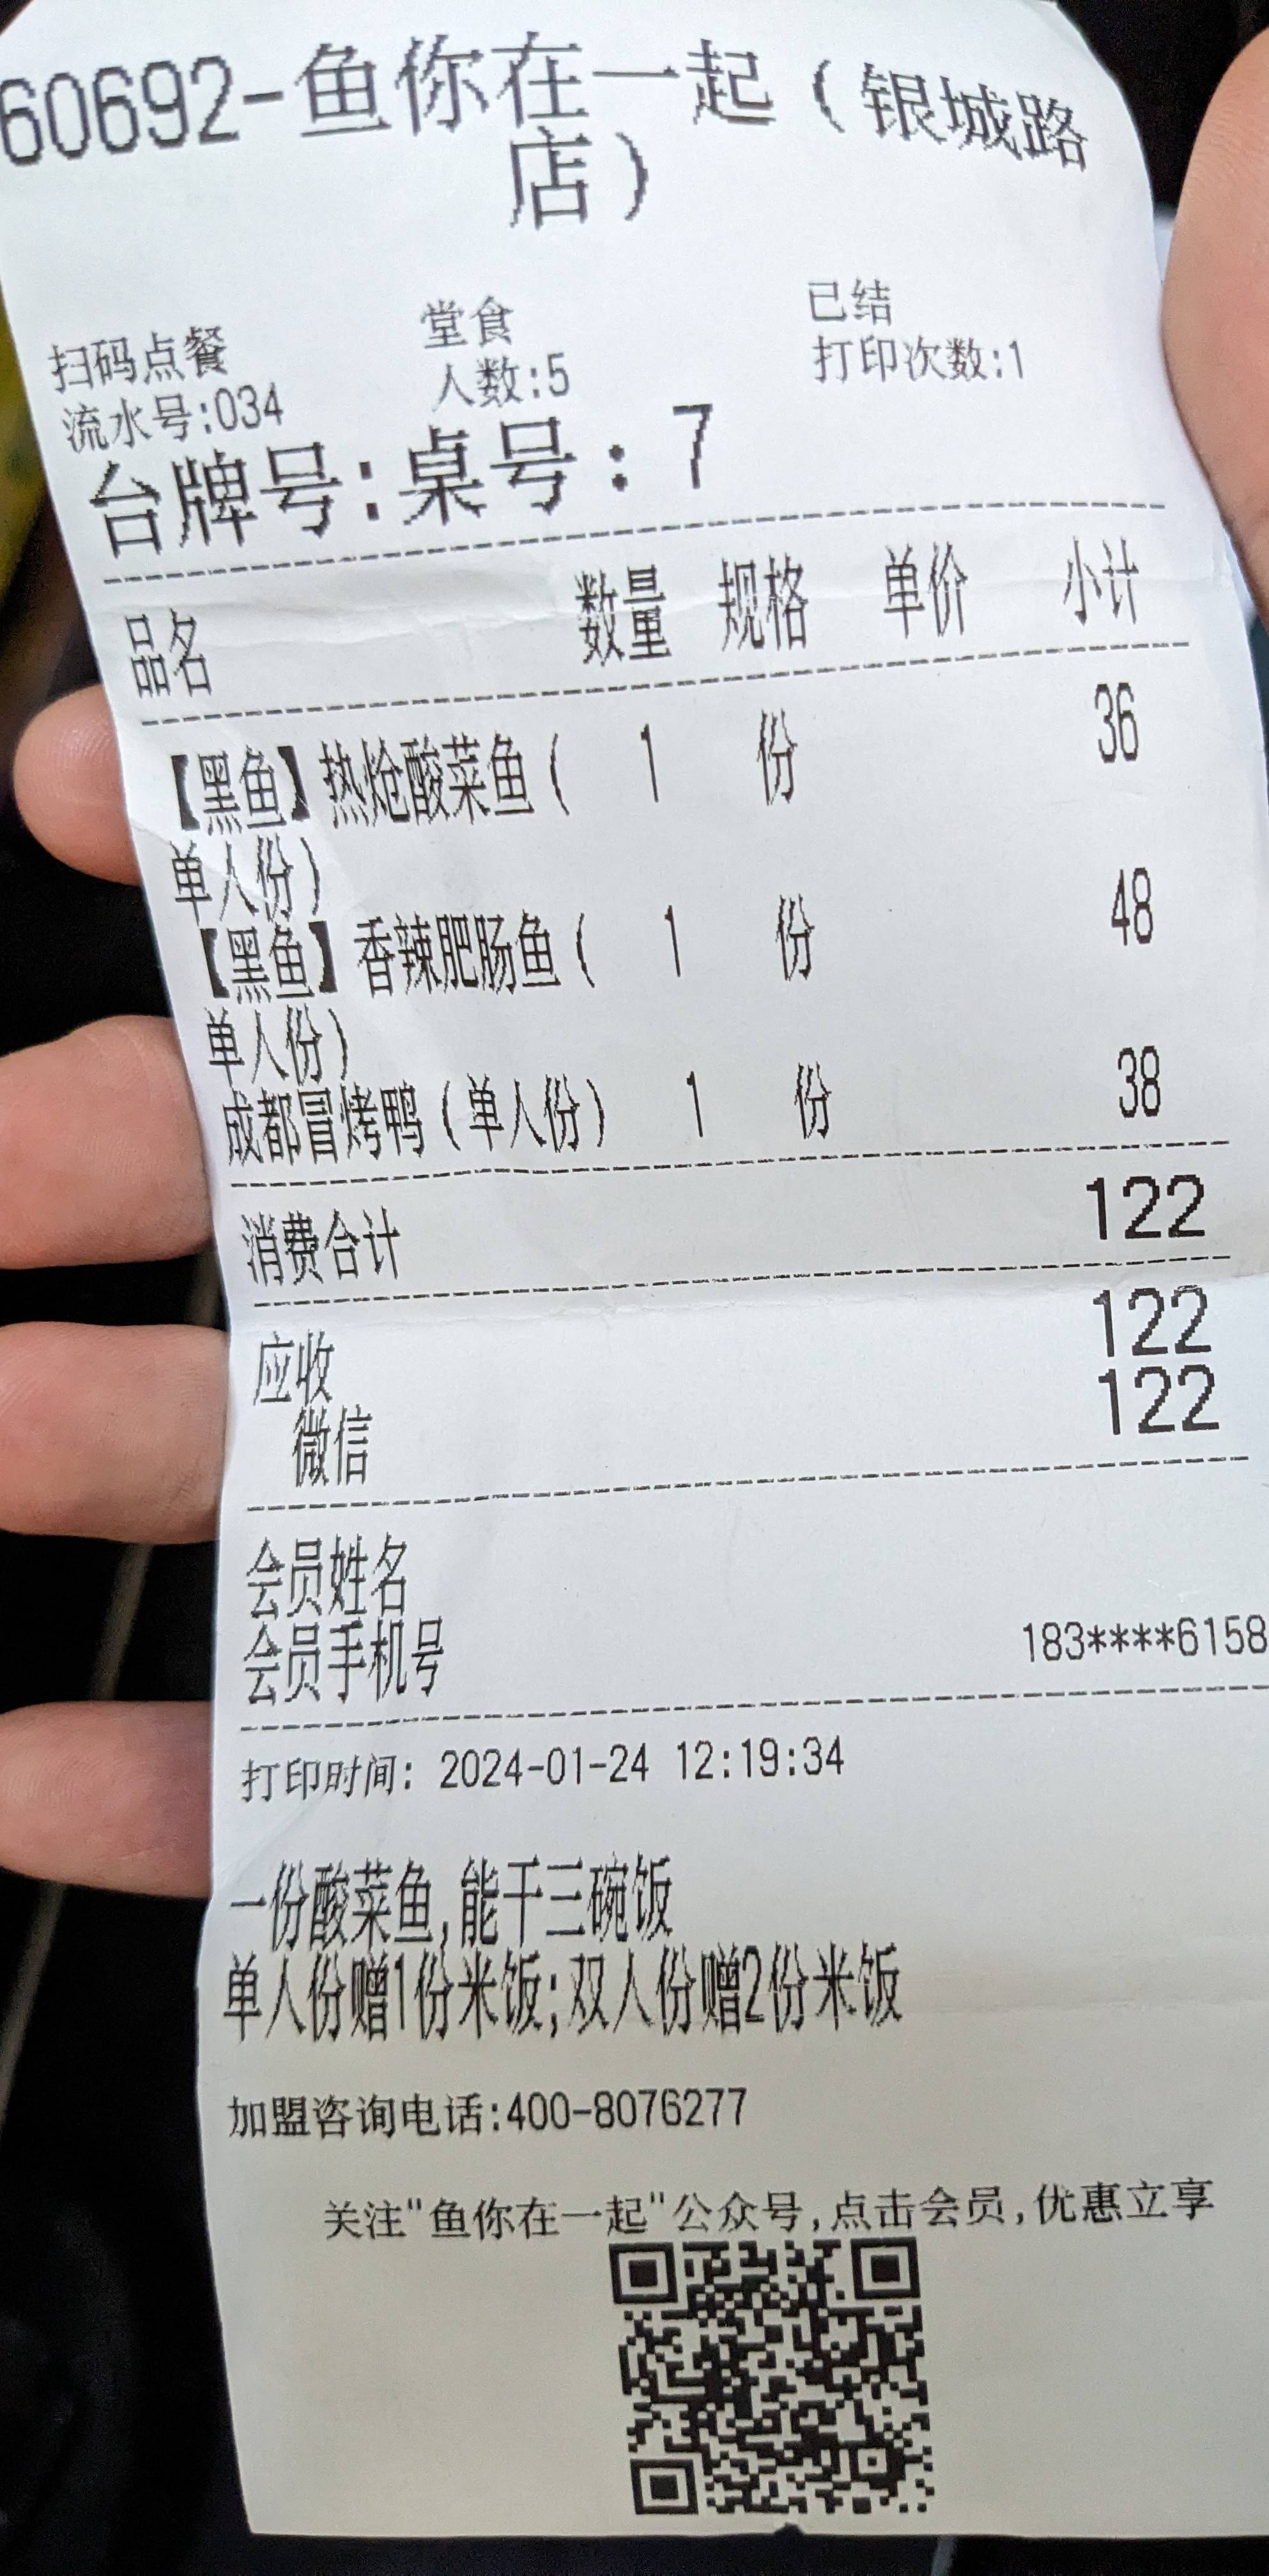 60692-鱼你在一起(银城路
店)
扫码点餐 堂食 已结
流水号:034 人数:5 打印次数:1
台牌号:桌号:7
品名 数量 规格 单价 小计
【黑鱼】热炝酸菜鱼( 1 份 36
单人份)
【黑鱼】香辣肥肠鱼( 1 份 48
单人份)
成都冒烤鸭(单人份) 1 份 38
消费合计 122
应收 122
微信 122
会员姓名
会员手机号 183****6158
打印时间: 2024-01-24 12:19:34
一份酸菜鱼,能干三碗饭
单人份赠1份米饭;双人份赠2份米饭
加盟咨询电话:400-8076277
关注"鱼你在一起"公众号,点击会员,优惠立享